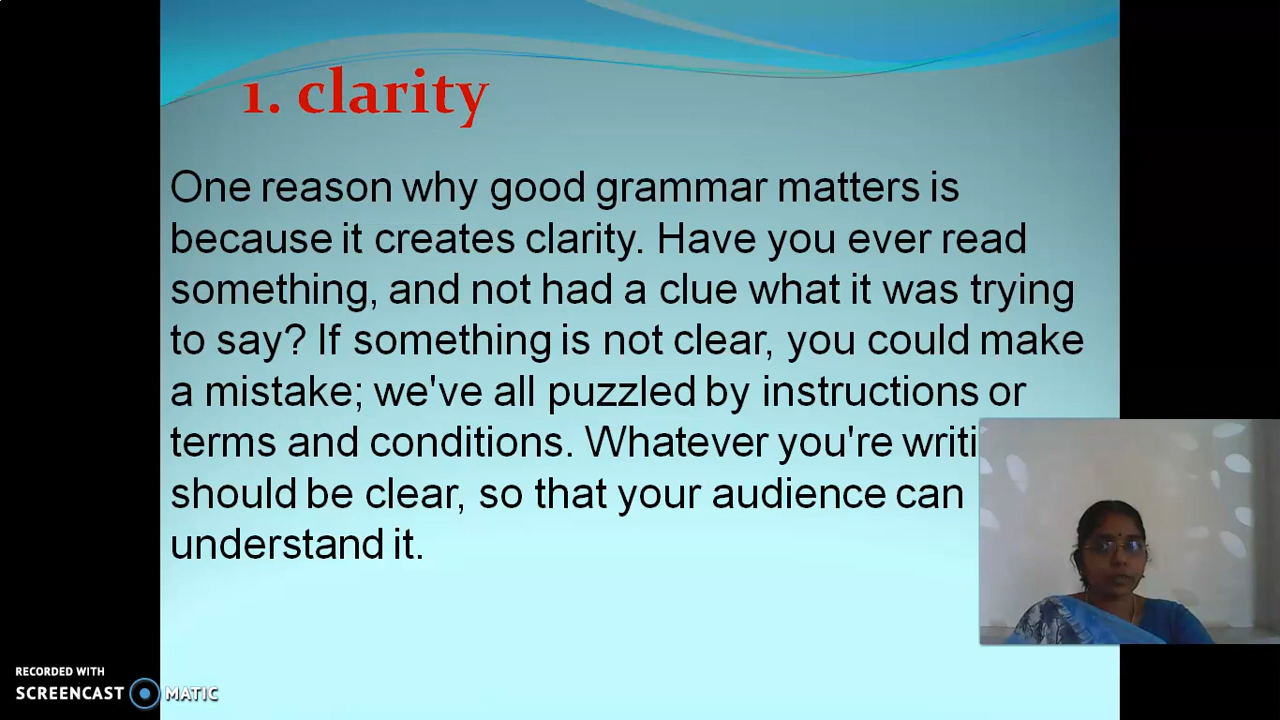 1. clarity
One reason why good grammar matters is
because it creates clarity. Have you ever read
something, and not had a clue what it was trying
to say? If something is not clear, you could make
a mistake; we've all puzzled by instructions or
terms and conditions. Whatever you're writi
should be clear, so that your audience can
understand it.
RECORDED WITH
SCREENCAST MATIC